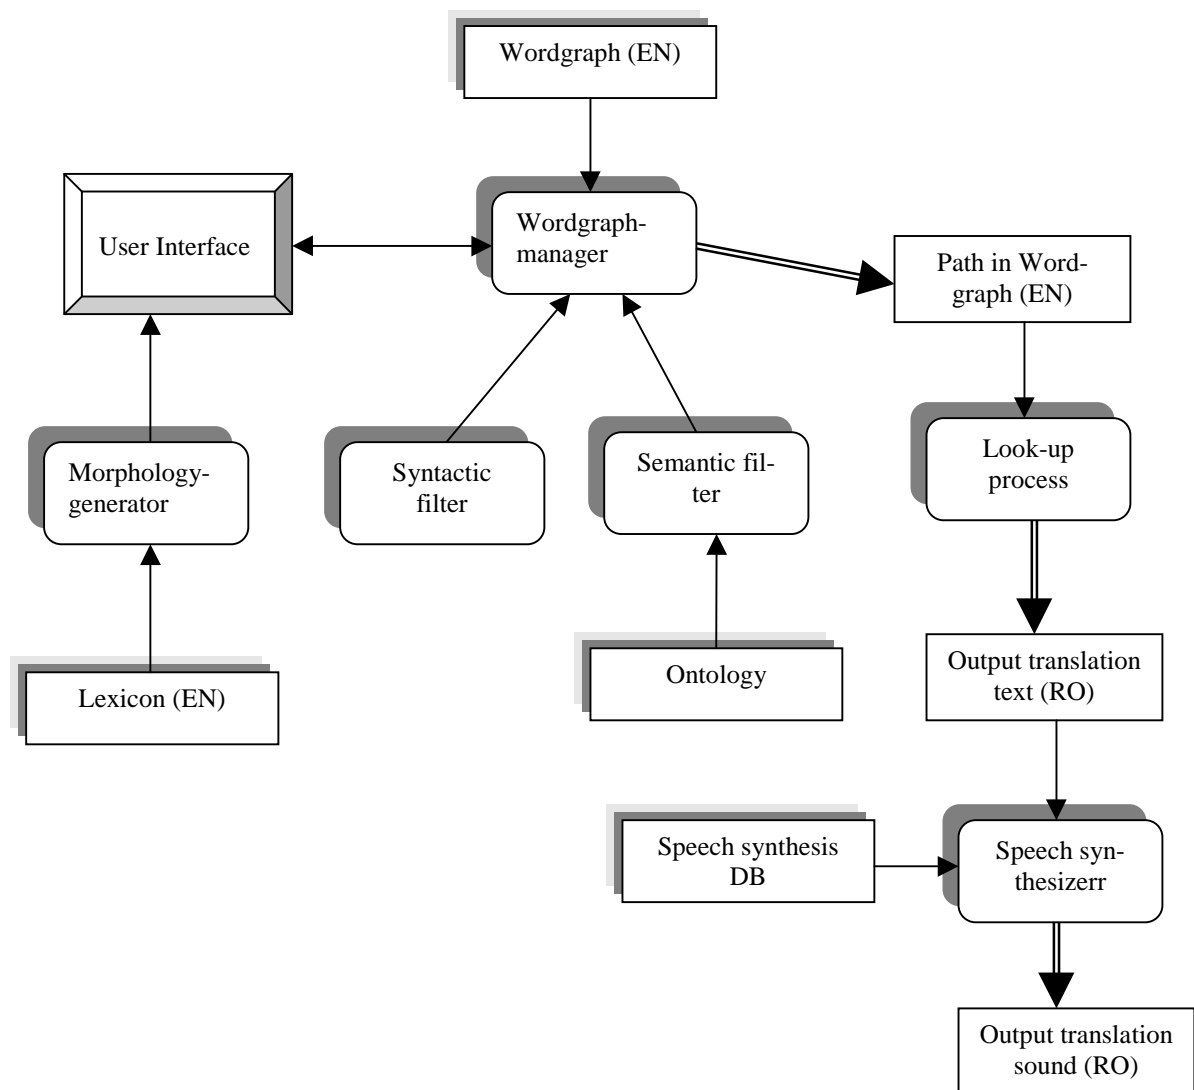 Wordgraph (EN)
User Interface
Wordgraph-
manager
Path in Word-
graph (EN)
Morphology-
generator
Syntactic
filter
Semantic fil-
ter
Look-up
process
Lexicon (EN)
Ontology
Output translation
text (RO)
Speech synthesis
DB
Speech syn-
thesizerr
Output translation
sound (RO)